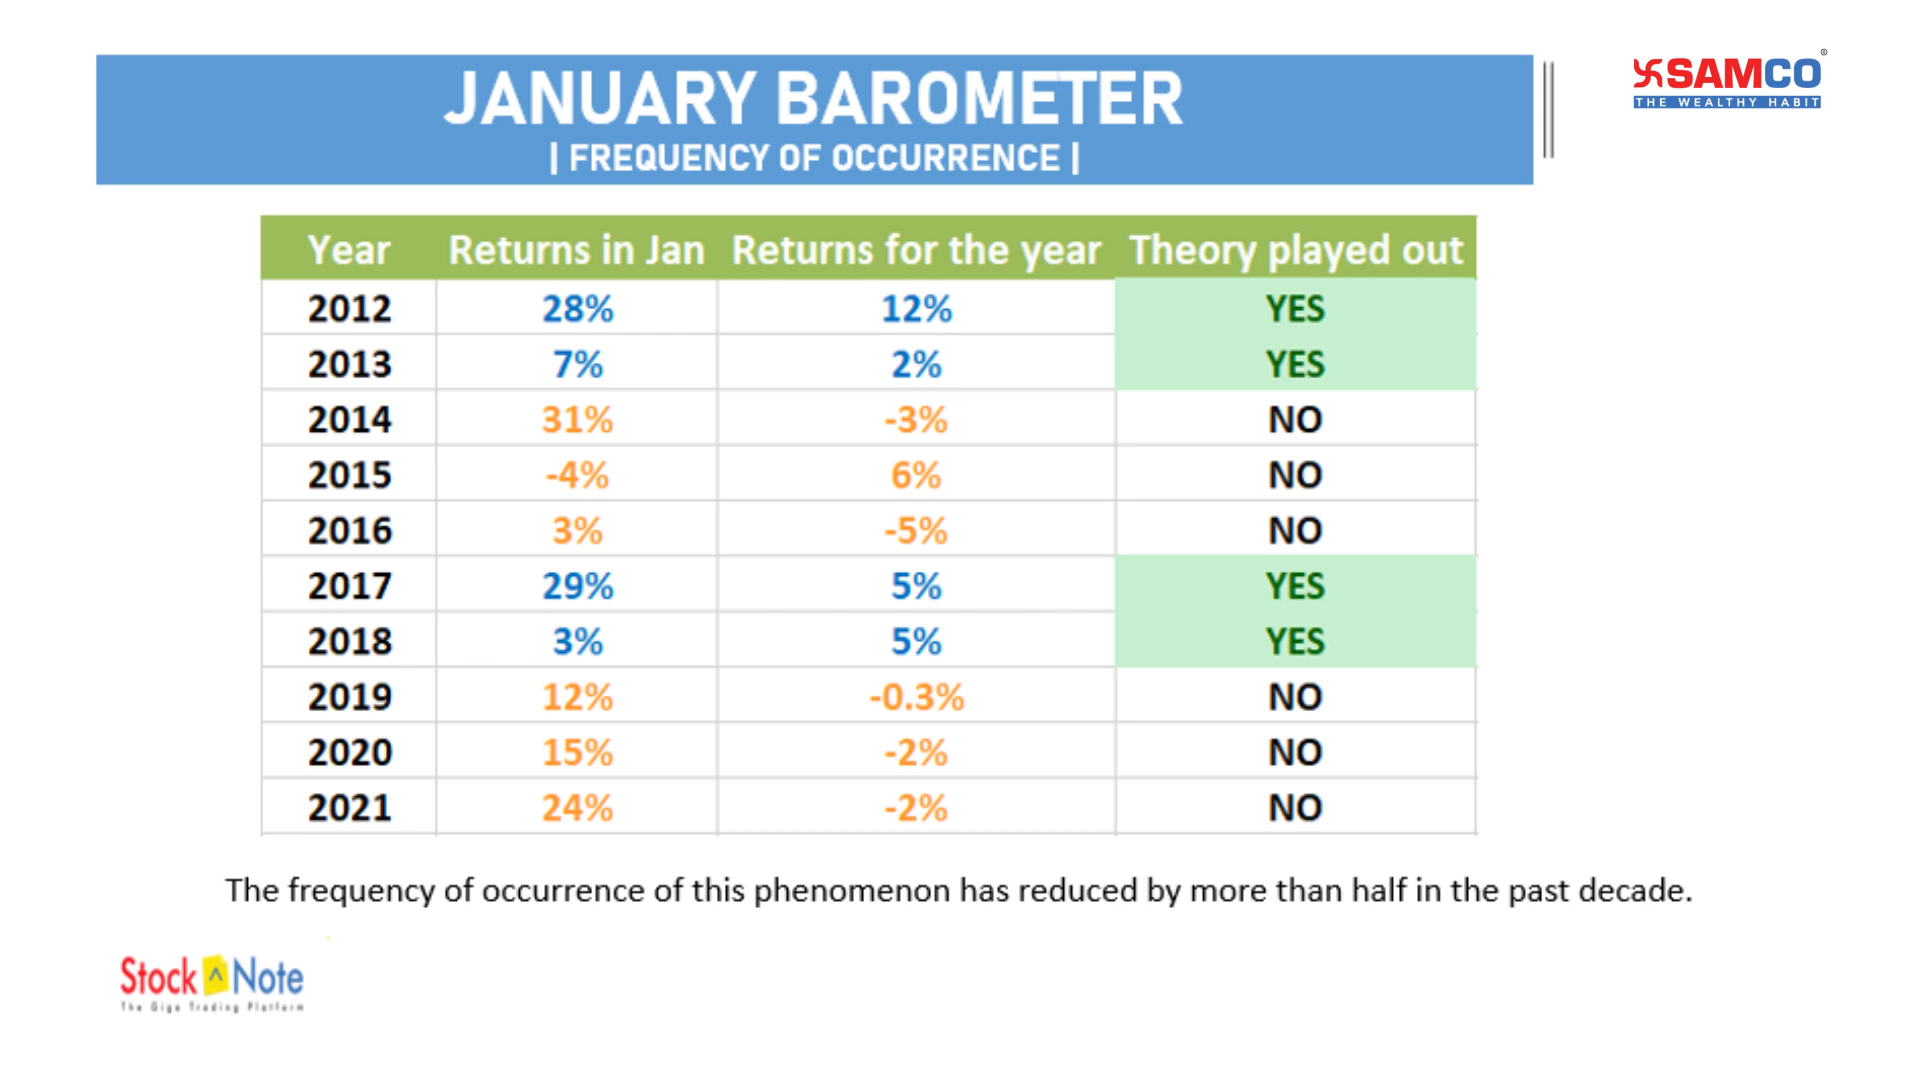 JANUARY BAROMETER
| FREQUENCY OF OCCURRENCE |
SAMCO®
THE WEALTHY HABIT
Year Returns in Jan Returns for the year Theory played out
2012 28% 12% YES
2013 7% 2% YES
2014 31% -3% NO
2015 -4% 6% NO
2016 3% -5% NO
2017 29% 5% YES
2018 3% 5% YES
2019 12% -0.3% NO
2020 15% -2% NO
2021 24% -2% NO
The frequency of occurrence of this phenomenon has reduced by more than half in the past decade.
Stock ^ Note
The Giga Trading Platform